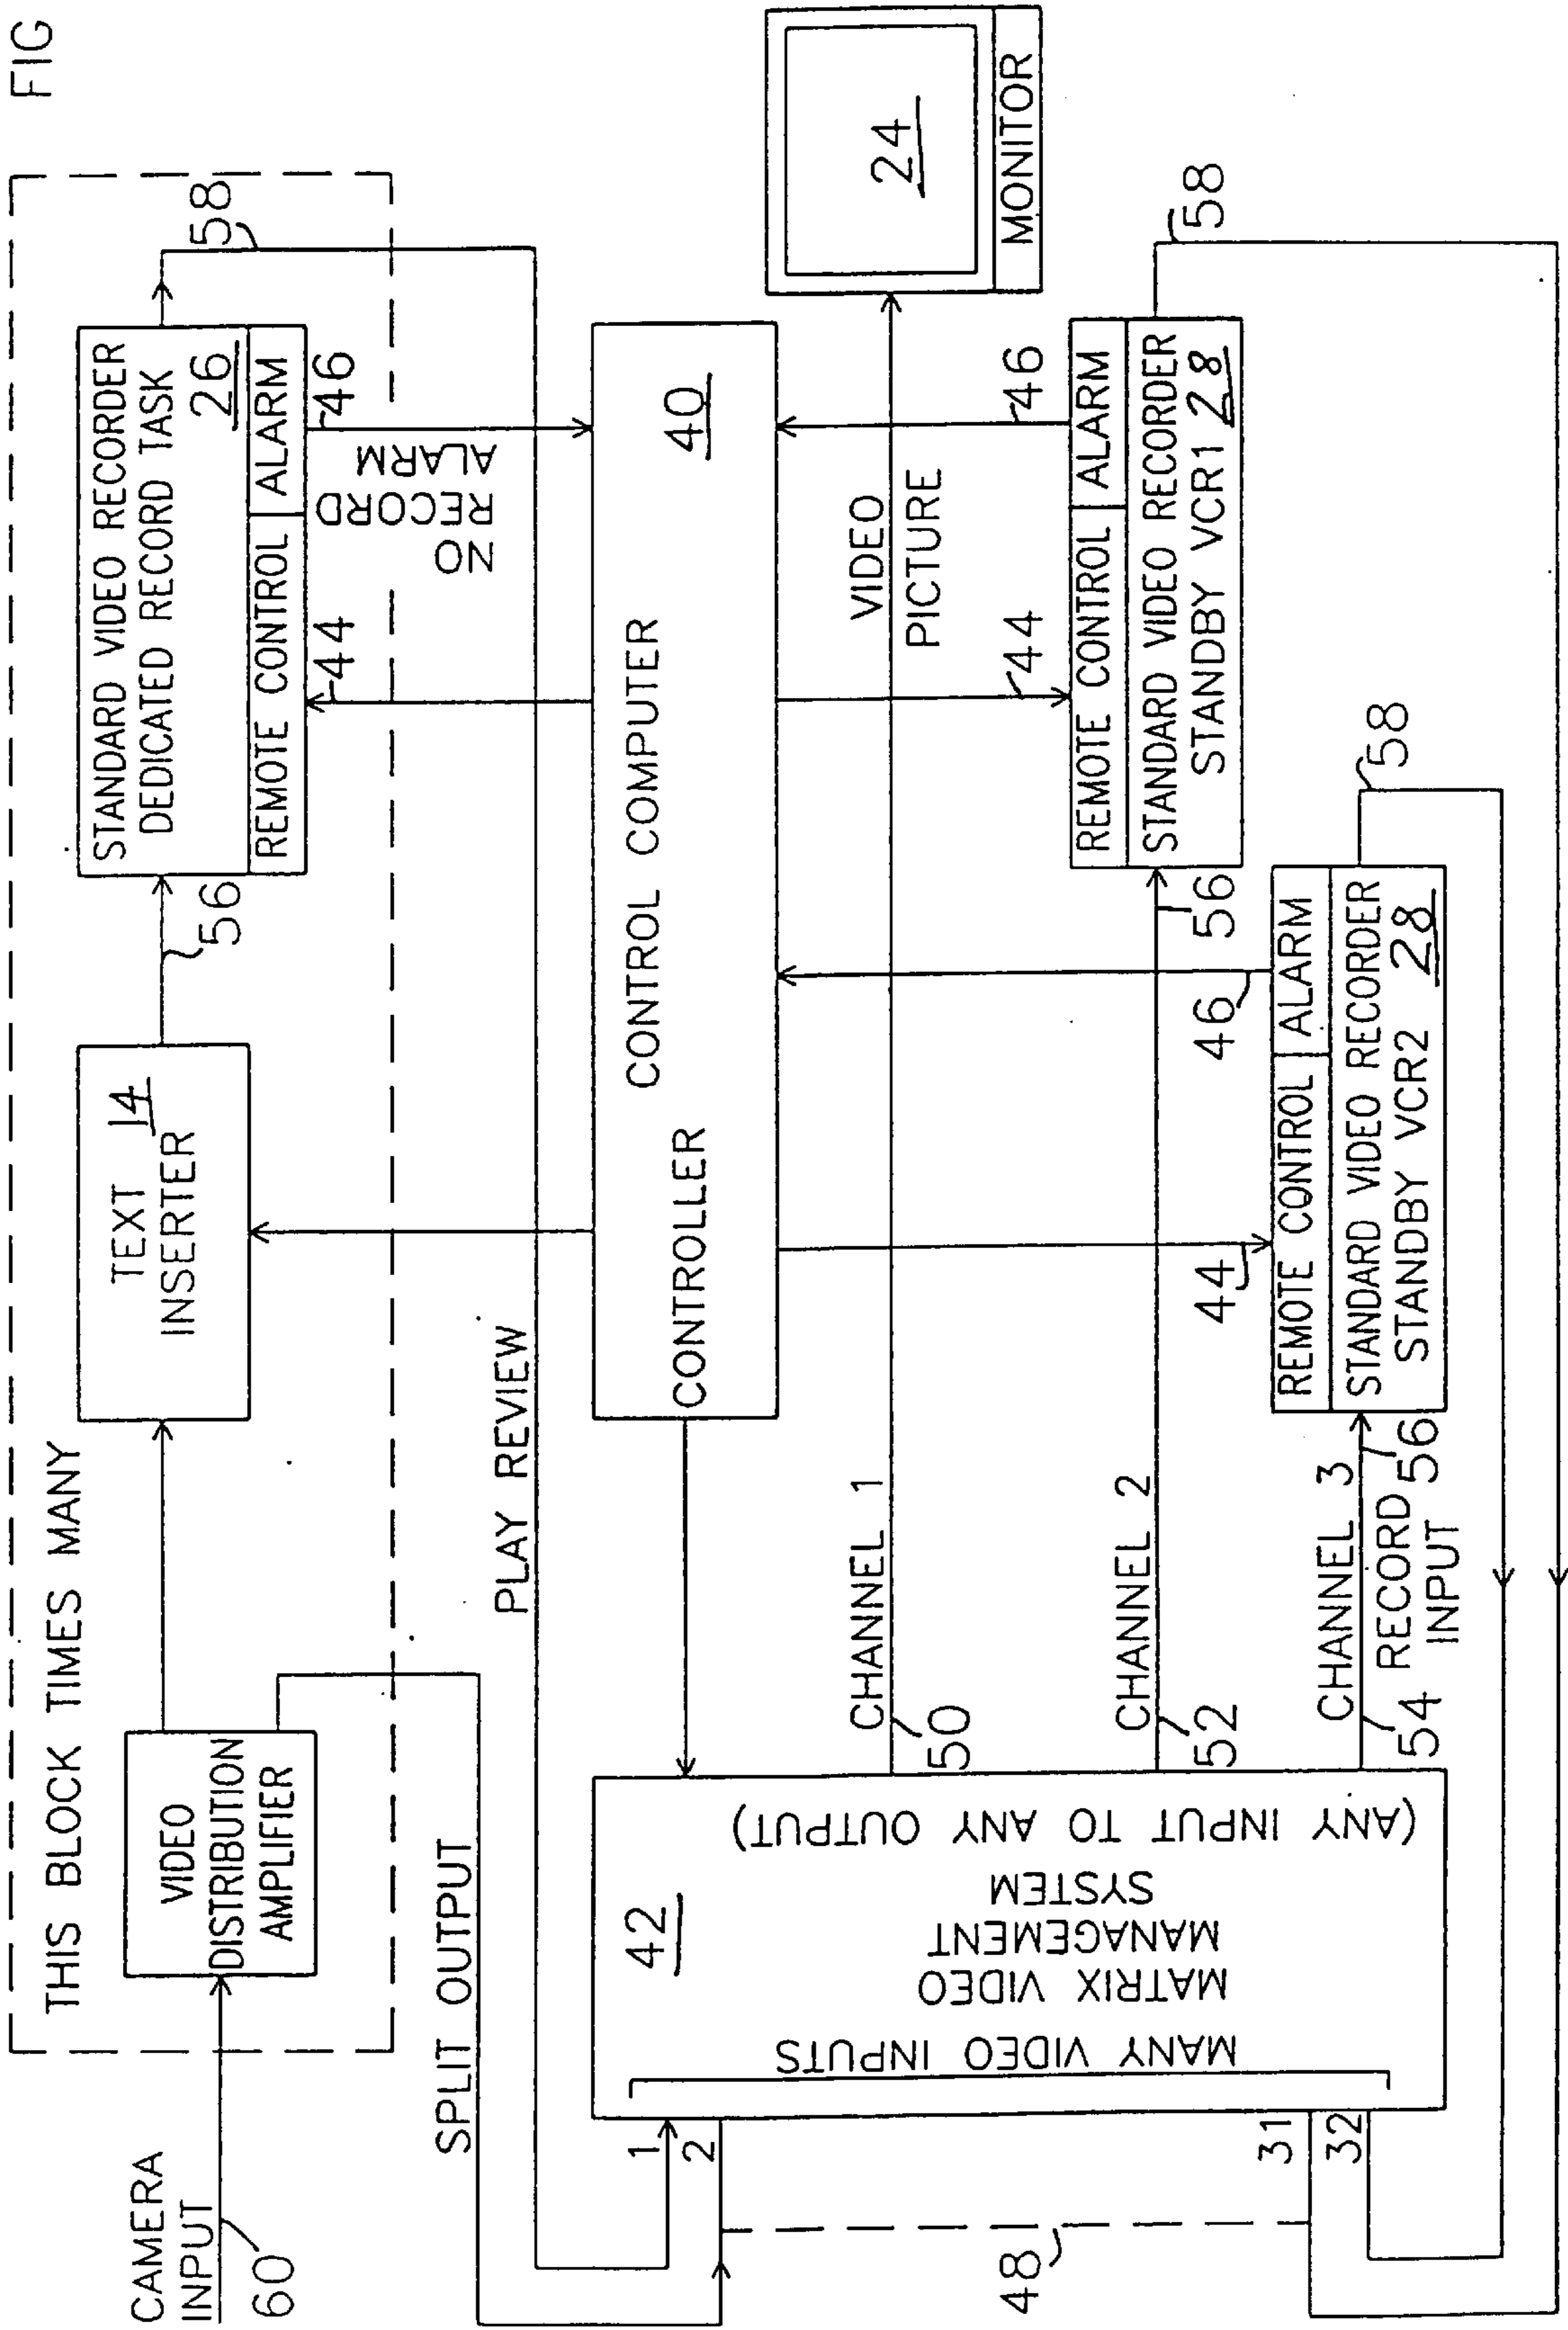 FIG
THIS BLOCK TIMES MANY
CAMERA
INPUT
60
VIDEO
DISTRIBUTION
AMPLIFIER
TEXT
INSERTER
14
56
STANDARD VIDEO RECORDER
DEDICATED RECORD TASK
26
REMOTE CONTROL
ALARM
58
44
46
NO
RECORD
ALARM
SPLIT OUTPUT
PLAY REVIEW
CONTROLLER
CONTROL COMPUTER
40
1
2
31
32
48
42
MANY VIDEO INPUTS
MATRIX VIDEO
MANAGEMENT
SYSTEM
(ANY INPUT TO ANY OUTPUT)
CHANNEL 1
50
VIDEO
PICTURE
24
MONITOR
CHANNEL 2
52
56
44
46
REMOTE CONTROL
ALARM
STANDARD VIDEO RECORDER
STANDBY VCR1
28
58
CHANNEL 3
54
RECORD
INPUT
56
44
46
REMOTE CONTROL
ALARM
STANDARD VIDEO RECORDER
STANDBY VCR2
28
58